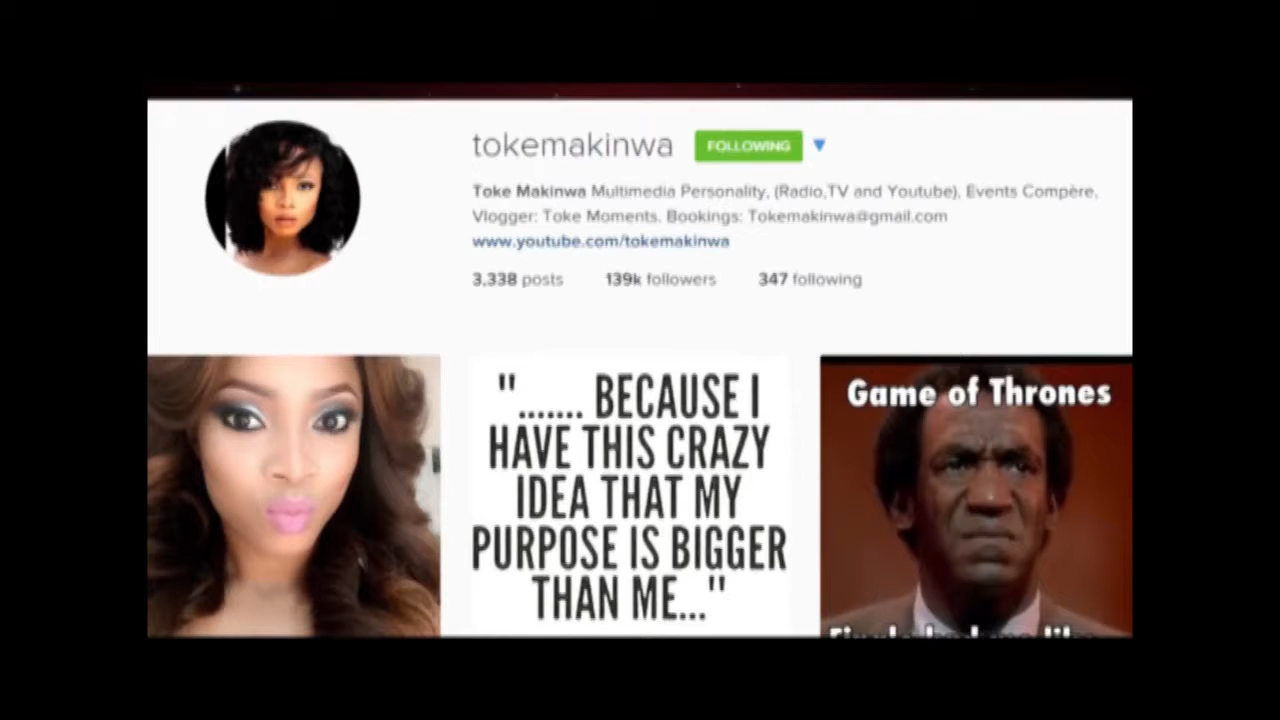 tokemakinwa FOLLOWING
Toke Makinwa Multimedia Personality, (Radio,TV and Youtube), Events Compère,
Vlogger: Toke Moments. Bookings: Tokemakinwa@gmail.com
www.youtube.com/tokemakinwa
3,338 posts 139k followers 347 following
"....... BECAUSE I
HAVE THIS CRAZY
IDEA THAT MY
PURPOSE IS BIGGER
THAN ME..."
Game of Thrones